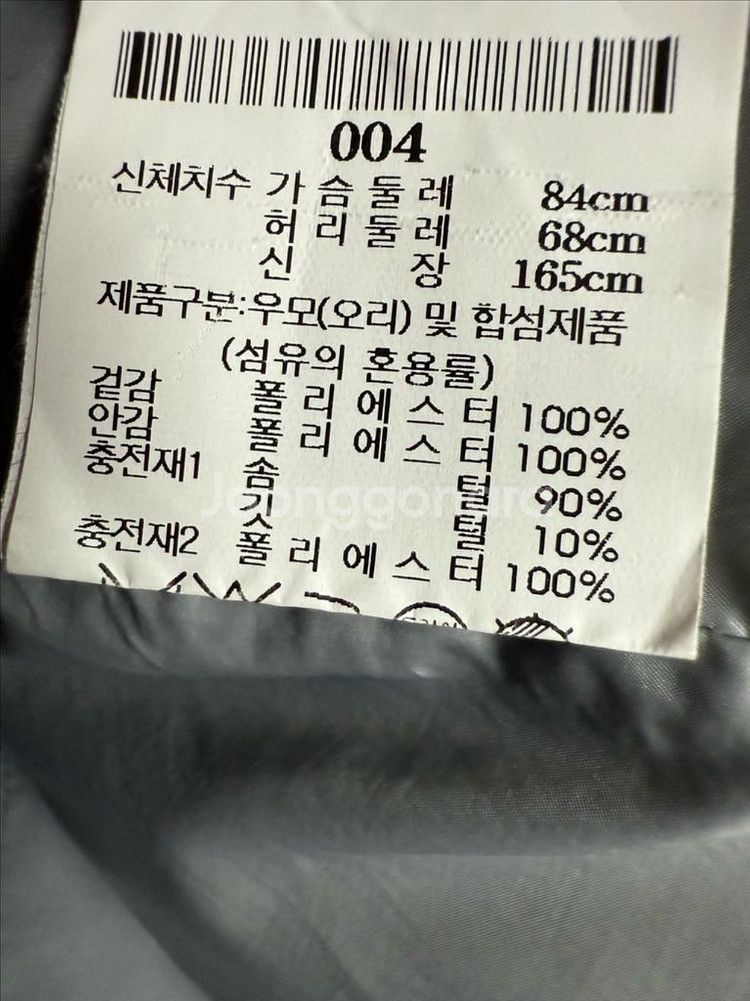 004
신체치수 가 슴 둘 레 84cm
허 리 둘 레 68cm
신 장 165cm
제품구분:우모(오리) 및 합섬제품
(섬유의 혼용률)
겉감 폴 리 에 스 터 100%
안감 폴 리 에 스 터 100%
충전재1 솜 털 90%
깃 털 10%
충전재2 폴 리 에 스 터 100%
Joonggonara